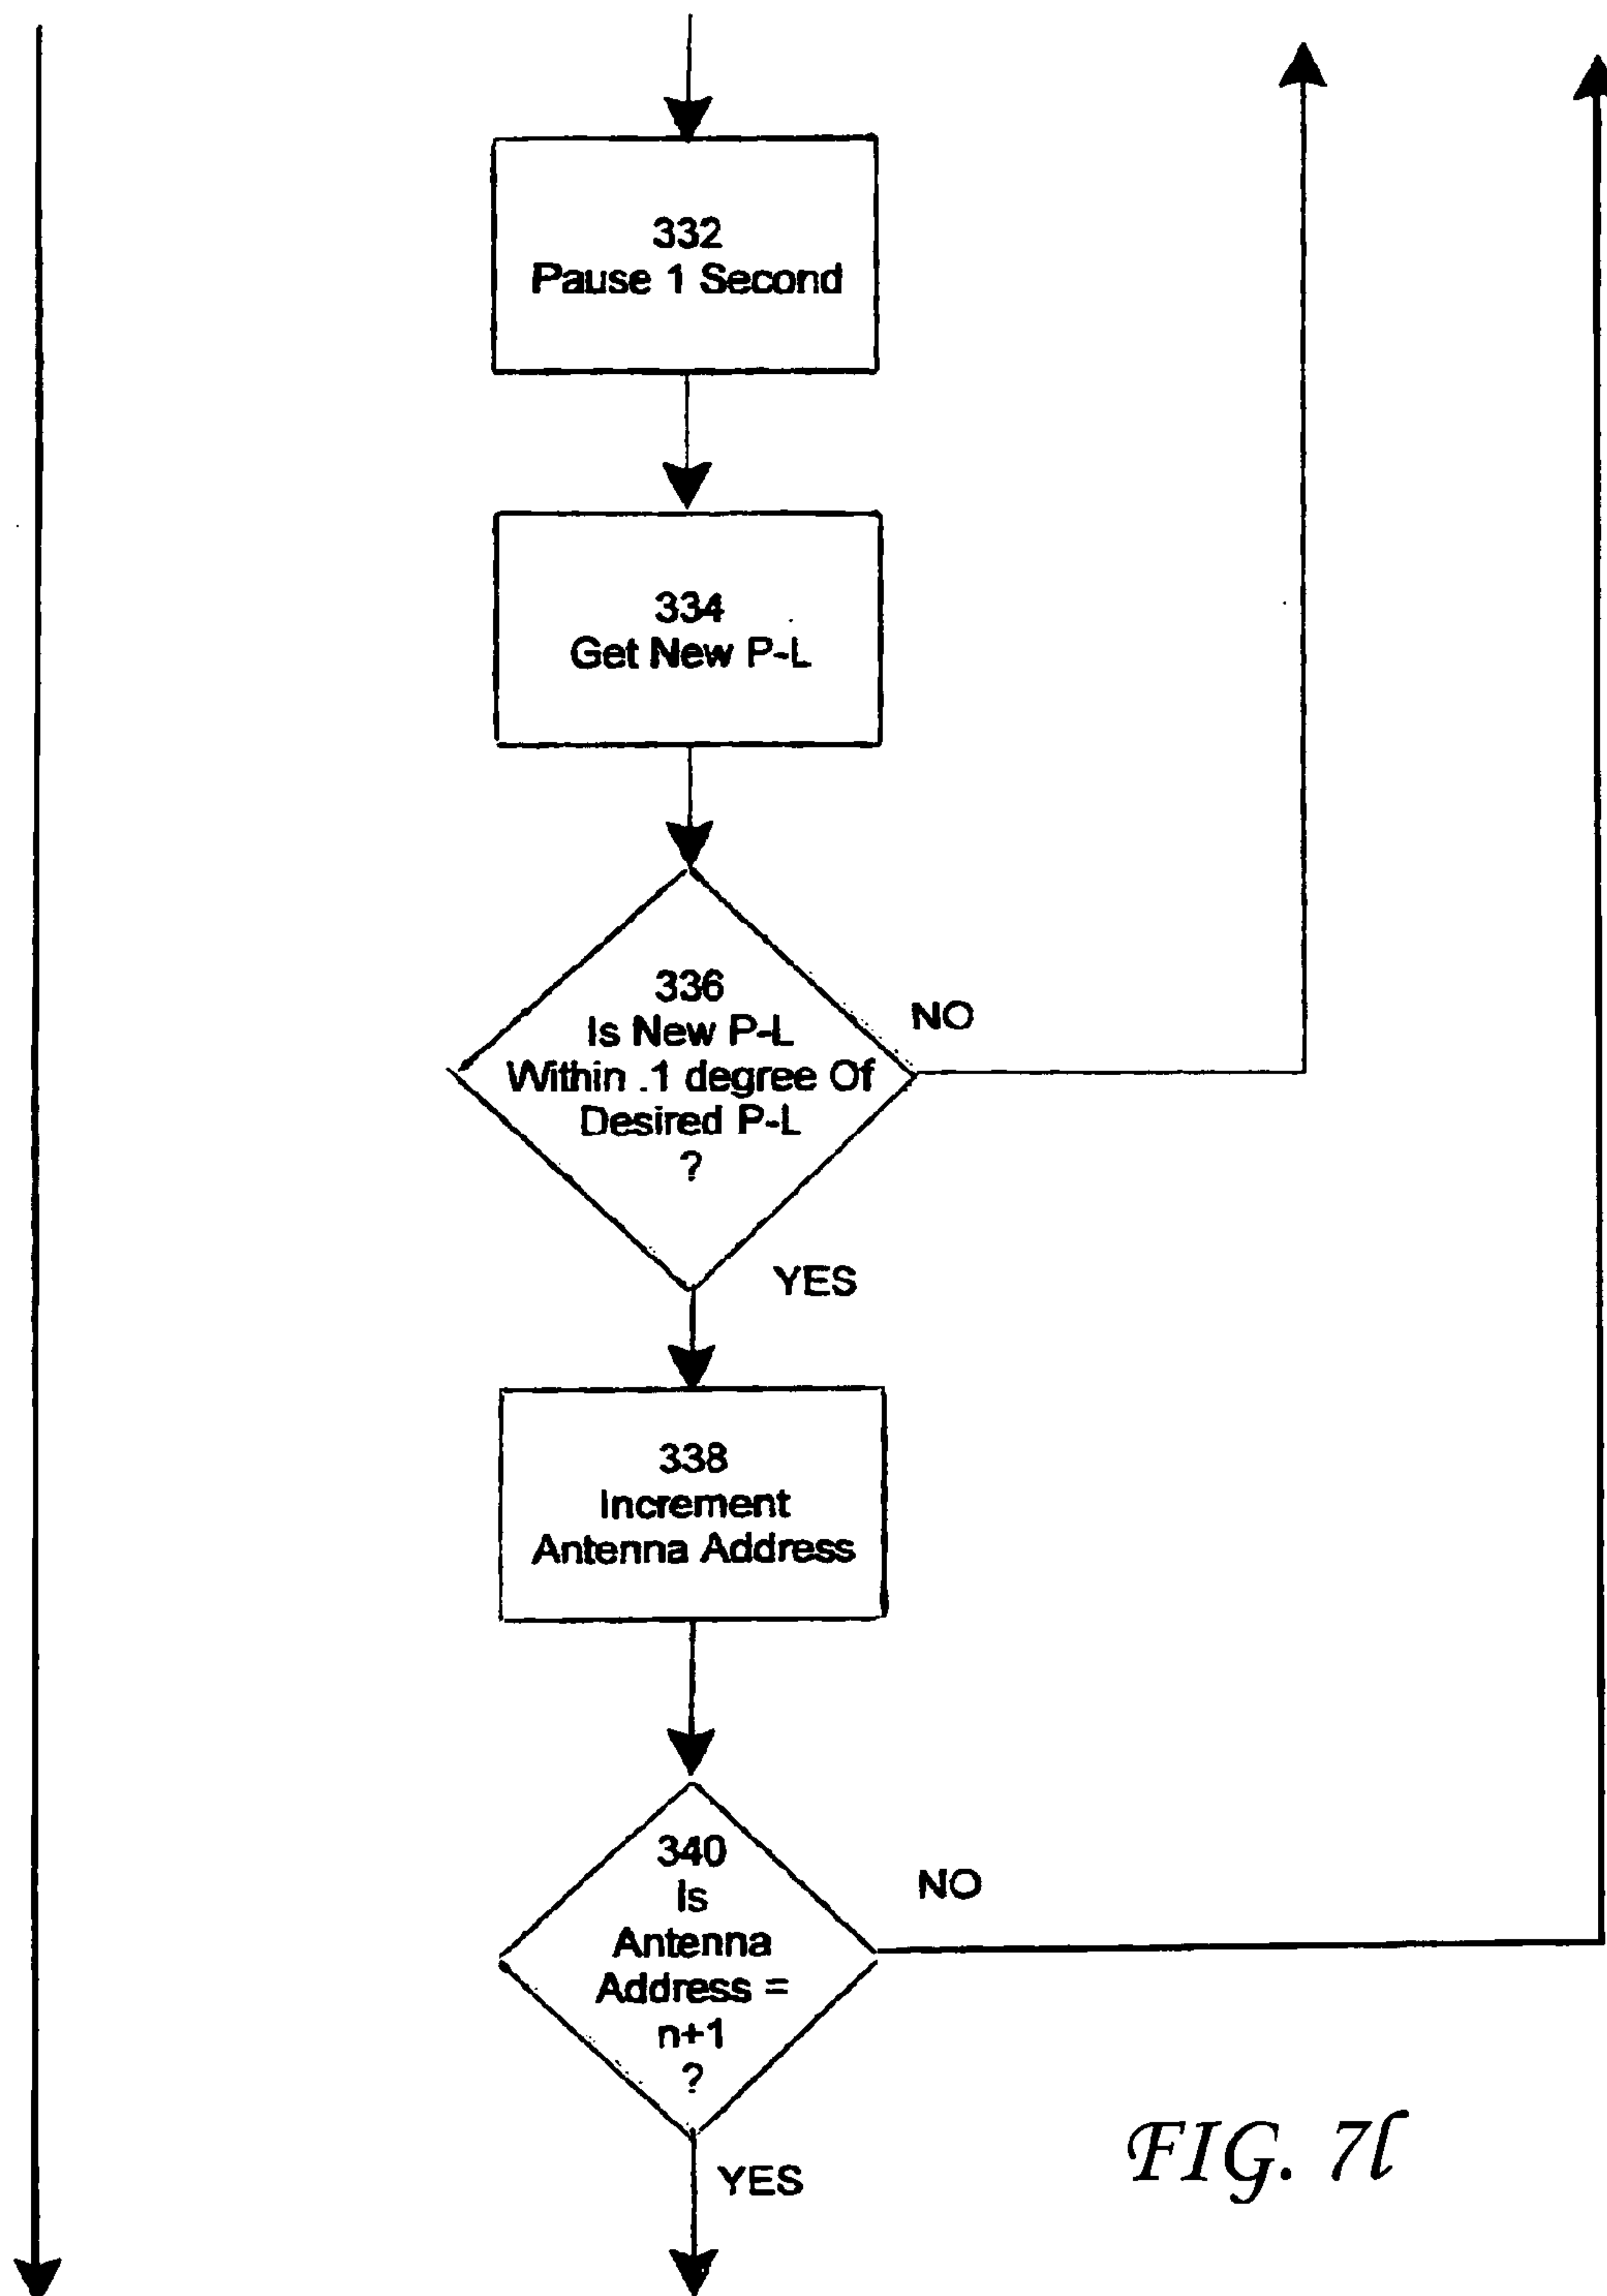 332
Pause 1 Second
334
Get New P-L
336
Is New P-L
Within .1 degree Of
Desired P-L
?
NO
YES
338
Increment
Antenna Address
340
Is
Antenna
Address =
n+1
?
NO
YES
FIG. 7l